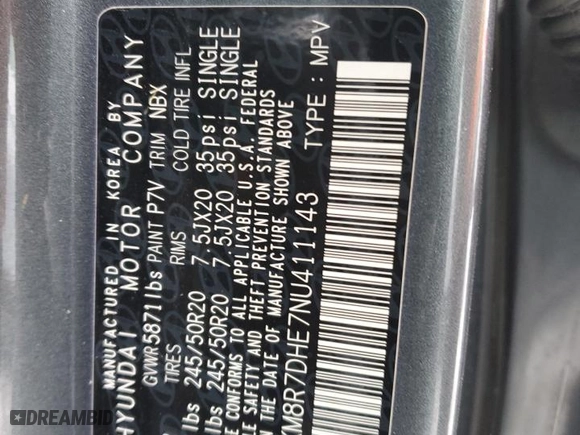 MANUFACTURED IN KOREA BY
HYUNDAI MOTOR COMPANY
GVWR 5871lbs PAINT P7V TRIM NBX
TIRES RIMS COLD TIRE INFL
lbs 245/50R20 7.5JX20 35psi SINGLE
lbs 245/50R20 7.5JX20 35psi SINGLE
CONFORMS TO ALL APPLICABLE U.S.A. FEDERAL
SAFETY AND THEFT PREVENTION STANDARDS
DATE OF MANUFACTURE SHOWN ABOVE
M8R7DHE7NU411143 TYPE : MPV
DREAMBID